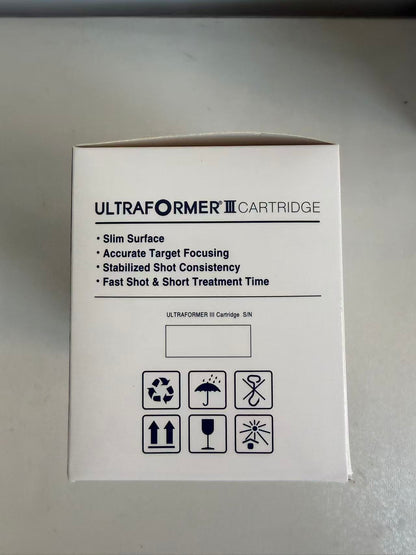 ULTRAFORMER® III CARTRIDGE
• Slim Surface
• Accurate Target Focusing
• Stabilized Shot Consistency
• Fast Shot & Short Treatment Time
ULTRAFORMER III Cartridge S/N